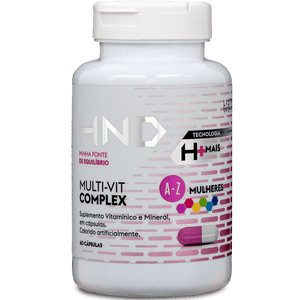 HND
MINHA FONTE
DE EQUILÍBRIO
TECNOLOGIA
H+MAIS
MULTI-VIT
COMPLEX
A-Z
MULHERES
Suplemento Vitamínico e Mineral,
em cápsulas.
Colorido artificialmente.
60 CÁPSULAS